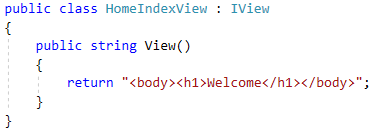 public class HomeIndexView : IView
{
    public string View()
    {
        return "<body><h1>Welcome</h1></body>";
    }
}